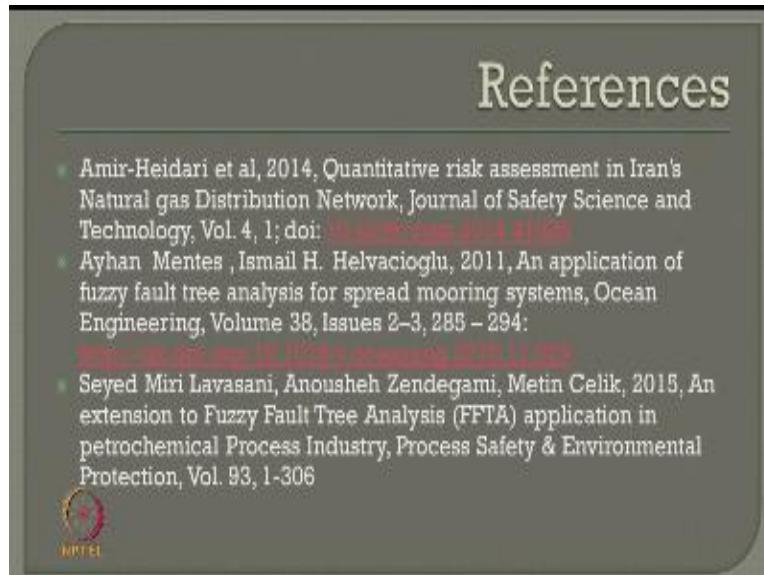 References
Amir-Heidari et al, 2014, Quantitative risk assessment in Iran's
Natural gas Distribution Network, Journal of Safety Science and
Technology, Vol. 4, 1; doi:
Ayhan Mentes , Ismail H. Helvacioglu, 2011, An application of
fuzzy fault tree analysis for spread mooring systems, Ocean
Engineering, Volume 38, Issues 2–3, 285 – 294:
Seyed Miri Lavasani, Anousheh Zendegami, Metin Celik, 2015, An
extension to Fuzzy Fault Tree Analysis (FFTA) application in
petrochemical Process Industry, Process Safety & Environmental
Protection, Vol. 93, 1-306
NPTEL